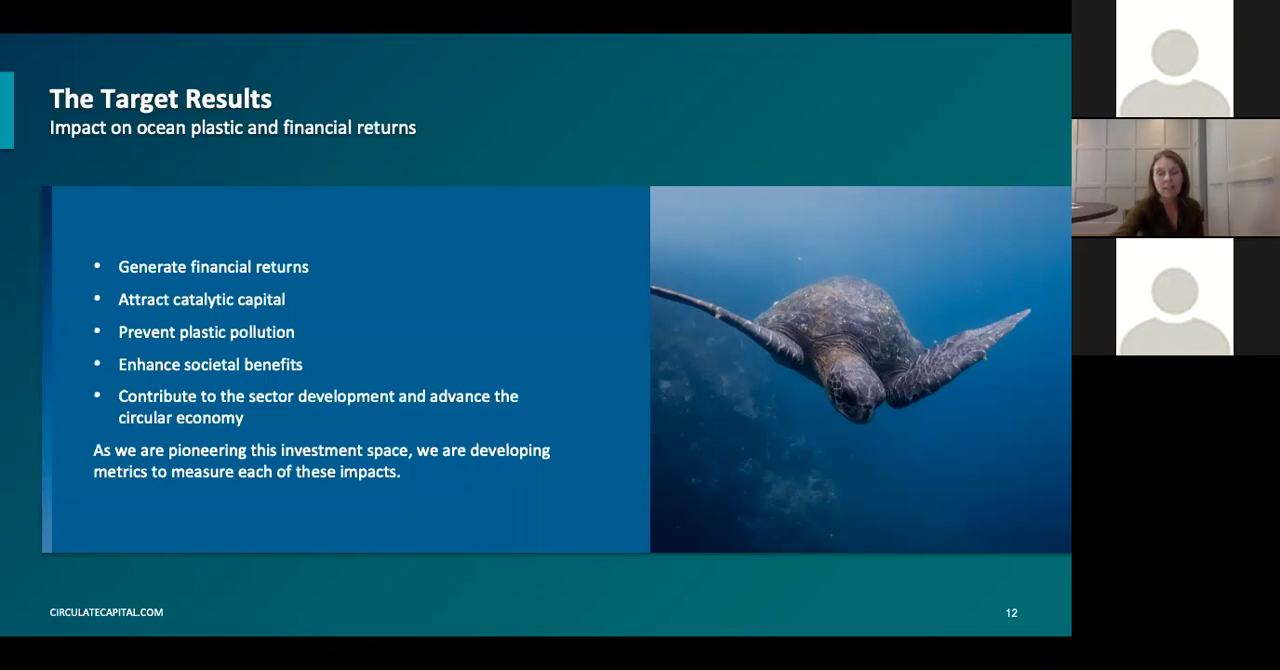 The Target Results
Impact on ocean plastic and financial returns
• Generate financial returns
• Attract catalytic capital
• Prevent plastic pollution
• Enhance societal benefits
• Contribute to the sector development and advance the
circular economy
As we are pioneering this investment space, we are developing
metrics to measure each of these impacts.
CIRCULATECAPITAL.COM
12